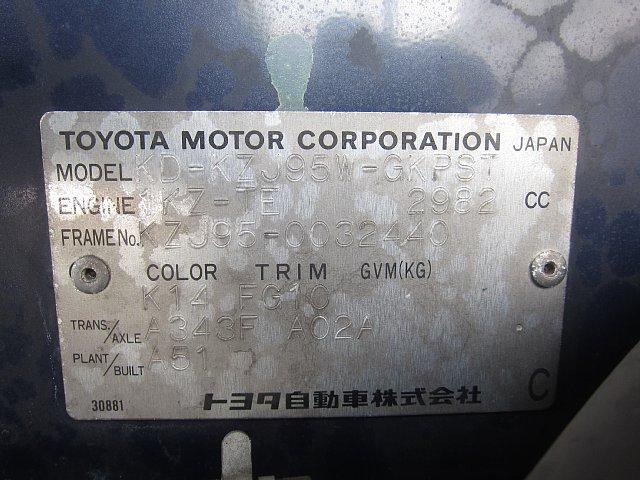 TOYOTA MOTOR CORPORATION JAPAN
MODEL KD-KZJ95W-GKPST
ENGINE 1KZ-TE 2982 CC
FRAME No. KZJ95-0032440
COLOR TRIM GVM(KG)
K14 FG10
TRANS./AXLE A343F A02A
PLANT/BUILT A51
30881 トヨタ自動車株式会社 C